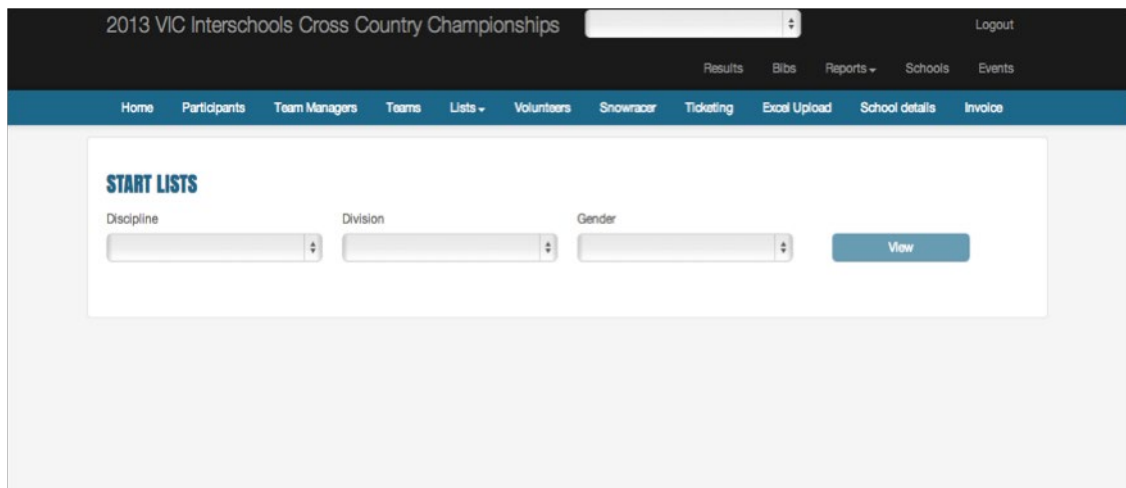 2013 VIC Interschools Cross Country Championships Logout
Results Bibs Reports Schools Events
Home Participants Team Managers Teams Lists Volunteers Snowracer Ticketing Excel Upload School details Invoice
START LISTS
Discipline Division Gender
View